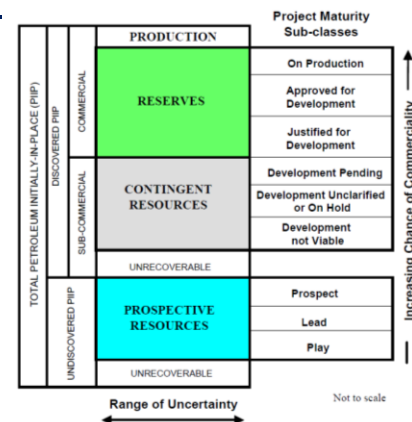 Project Maturity
Sub-classes
PRODUCTION
On Production
Approved for
Development
Justified for
Development
RESERVES
Development Pending
Development Unclarified
or On Hold
Development
not Viable
CONTINGENT
RESOURCES
UNRECOVERABLE
Prospect
Lead
Play
PROSPECTIVE
RESOURCES
UNRECOVERABLE
TOTAL PETROLEUM INITIALLY-IN-PLACE (PIIP)
DISCOVERED PIIP
UNDISCOVERED PIIP
COMMERCIAL
SUB-COMMERCIAL
Increasing Chance of Commerciality
Not to scale
Range of Uncertainty